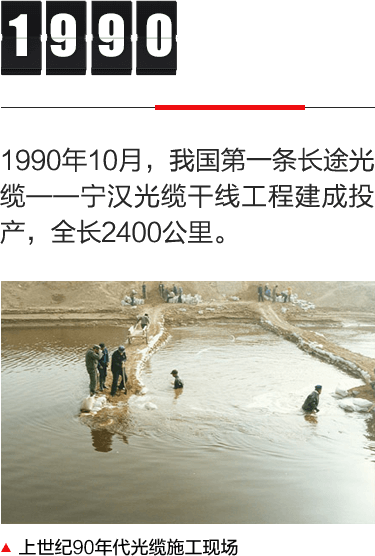 1990
1990年10月，我国第一条长途光
缆——宁汉光缆干线工程建成投
产，全长2400公里。
▲ 上世纪90年代光缆施工现场